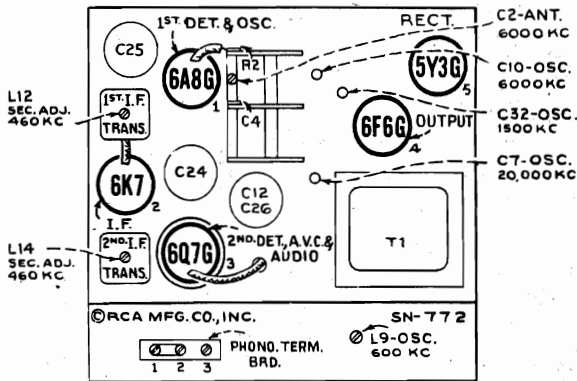 1ST. DET. & OSC.
RECT.
C2-ANT.
6000 KC
C25
R2
6A8G
1
5Y3G
5
C10-OSC.
6000 KC
L12
SEC. ADJ.
460 KC
1ST. I.F.
TRANS.
C4
6F6G
4
OUTPUT
C32-OSC.
1500 KC
6K7
2
C24
C12
C26
C7-OSC.
20,000 KC
I.F.
L14
SEC. ADJ.
460 KC
2ND. I.F.
TRANS.
6Q7G
3
2ND. DET., A.V.C. &
AUDIO
T1
© RCA MFG. CO., INC.
SN-772
PHONO. TERM.
BRD.
1 2 3
L9-OSC.
600 KC